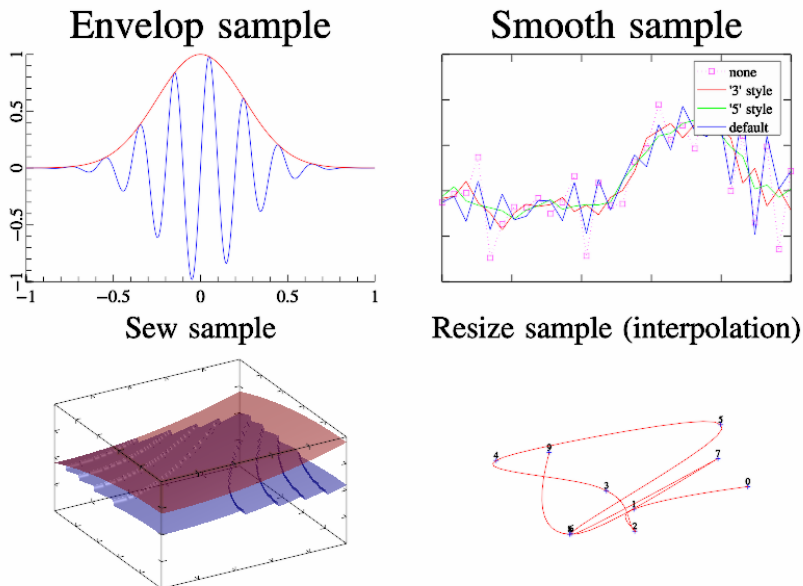 Envelop sample
1
0.5
0
−0.5
−1
−1
−0.5
0
0.5
1
Smooth sample
none
'3' style
'5' style
default
Sew sample
Resize sample (interpolation)
5
9
4
7
3
0
1
2